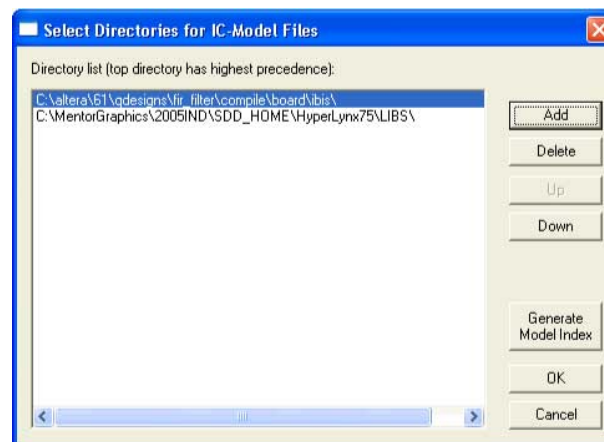 Select Directories for IC-Model Files
Directory list (top directory has highest precedence):
C:\altera\61\qdesigns\fir_filter\compile\board\ibis\
C:\MentorGraphics\2005IND\SDD_HOME\HyperLynx75\LIBS\
Add
Delete
Up
Down
Generate
Model Index
OK
Cancel